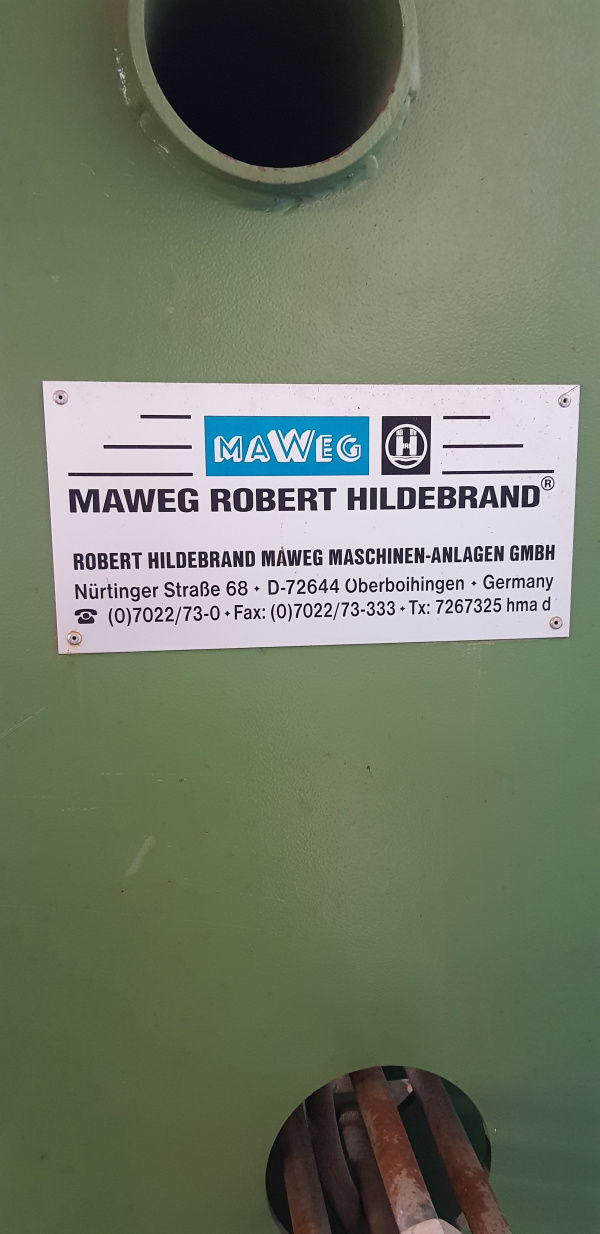 MAWEG H
MAWEG ROBERT HILDEBRAND®
ROBERT HILDEBRAND MAWEG MASCHINEN-ANLAGEN GMBH
Nürtinger Straße 68 • D-72644 Oberboihingen • Germany
☎ (0)7022/73-0 • Fax: (0)7022/73-333 • Tx: 7267325 hma d